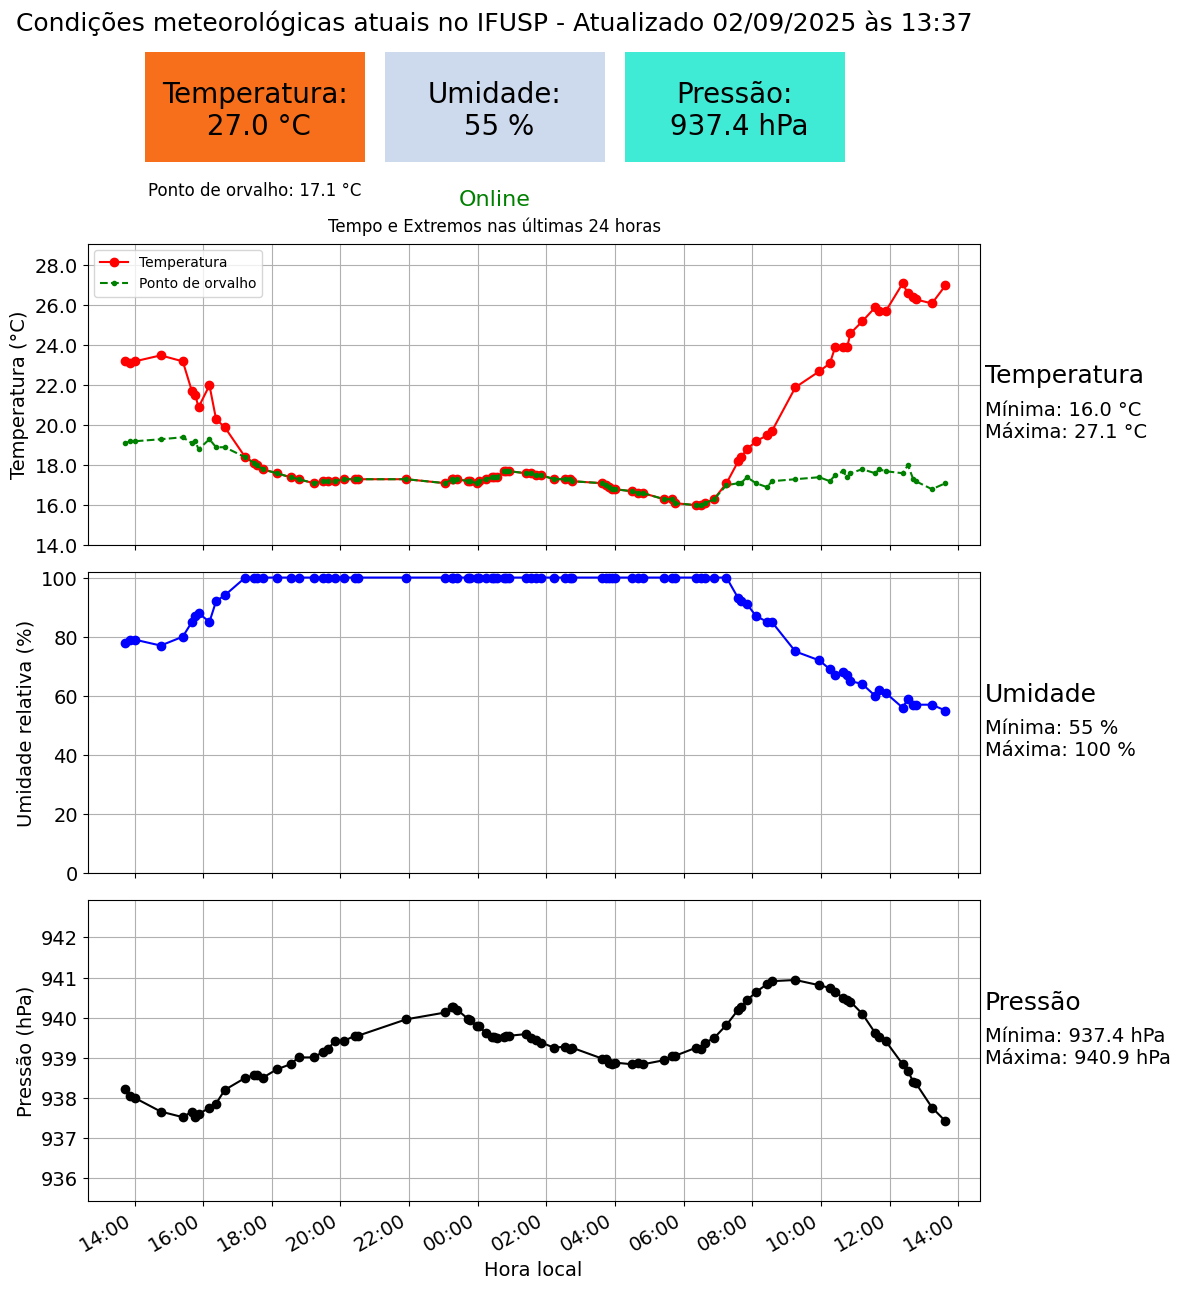 Condições meteorológicas atuais no IFUSP - Atualizado 02/09/2025 às 13:37
Temperatura:
27.0 °C
Umidade:
55 %
Pressão:
937.4 hPa
Ponto de orvalho: 17.1 °C
Online
Tempo e Extremos nas últimas 24 horas
Temperatura
Ponto de orvalho
Temperatura (°C)
28.0
26.0
24.0
22.0
20.0
18.0
16.0
14.0
Temperatura
Mínima: 16.0 °C
Máxima: 27.1 °C
Umidade relativa (%)
100
80
60
40
20
0
Umidade
Mínima: 55 %
Máxima: 100 %
Pressão (hPa)
942
941
940
939
938
937
936
Pressão
Mínima: 937.4 hPa
Máxima: 940.9 hPa
14:00
16:00
18:00
20:00
22:00
00:00
02:00
04:00
06:00
08:00
10:00
12:00
14:00
Hora local